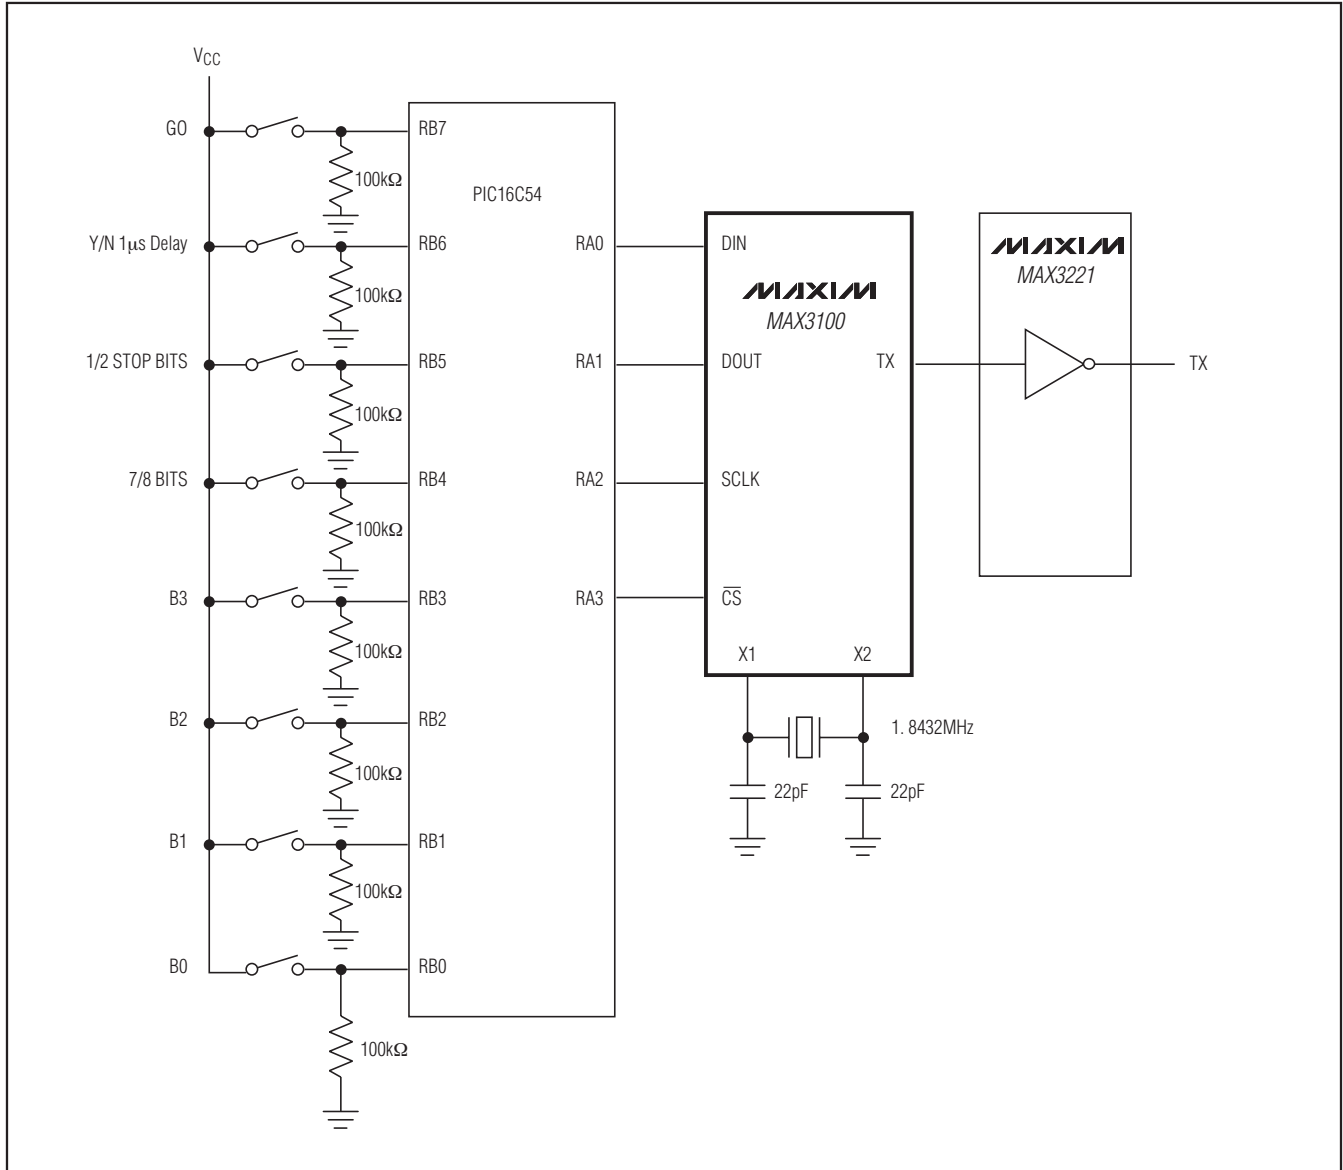 VCC
GO
RB7
100kΩ
PIC16C54
Y/N 1μs Delay
RB6
RA0
DIN
100kΩ
MAXIM
MAX3100
MAXIM
MAX3221
1/2 STOP BITS
RB5
RA1
DOUT
TX
TX
100kΩ
7/8 BITS
RB4
RA2
SCLK
100kΩ
B3
RB3
RA3
CS
100kΩ
X1
X2
B2
RB2
1. 8432MHz
100kΩ
22pF
22pF
B1
RB1
100kΩ
B0
RB0
100kΩ